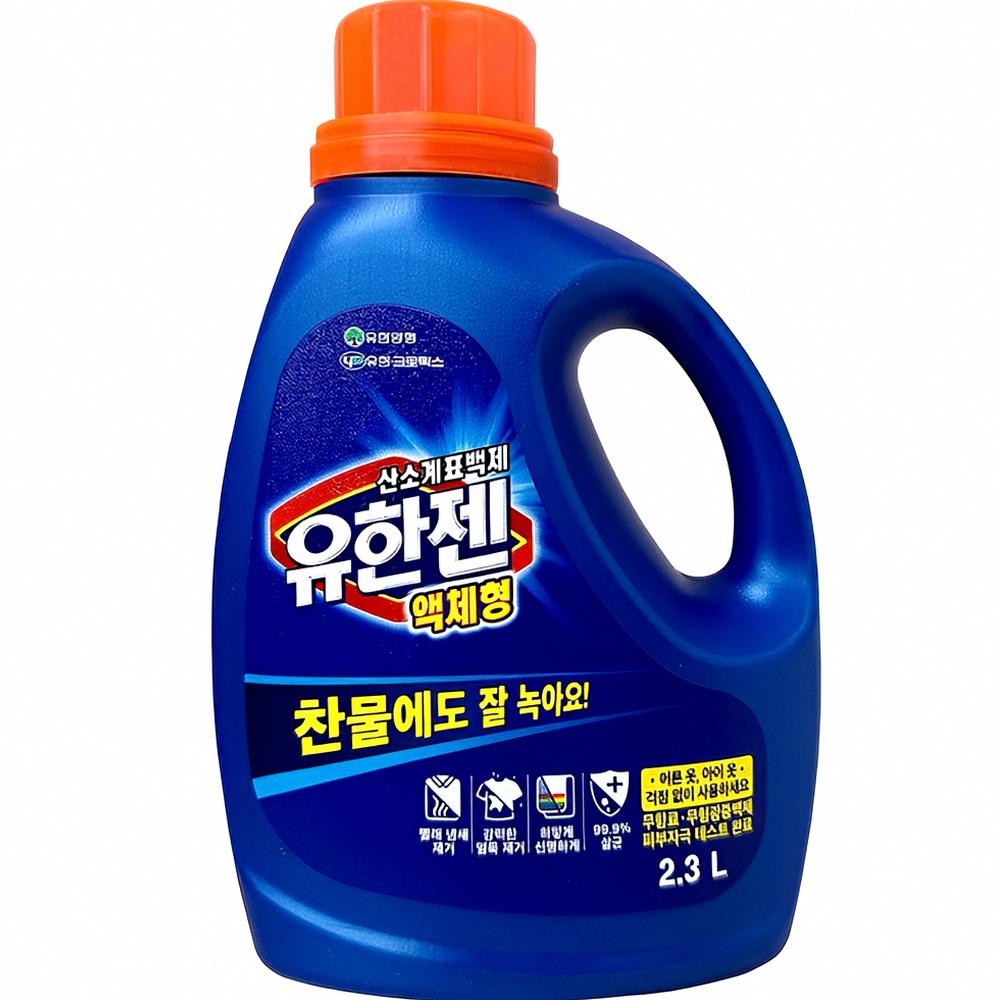 유한양행
유한크로락스
산소계표백제
유한젠
액체형
찬물에도 잘 녹아요!
빨래 냄새
제거
강력한
얼룩 제거
하얗게
선명하게
99.9%
살균
· 어른 옷, 아이 옷 ·
걱정 없이 사용하세요
무형광·무형광증백제
피부자극 테스트 완료
2.3 L